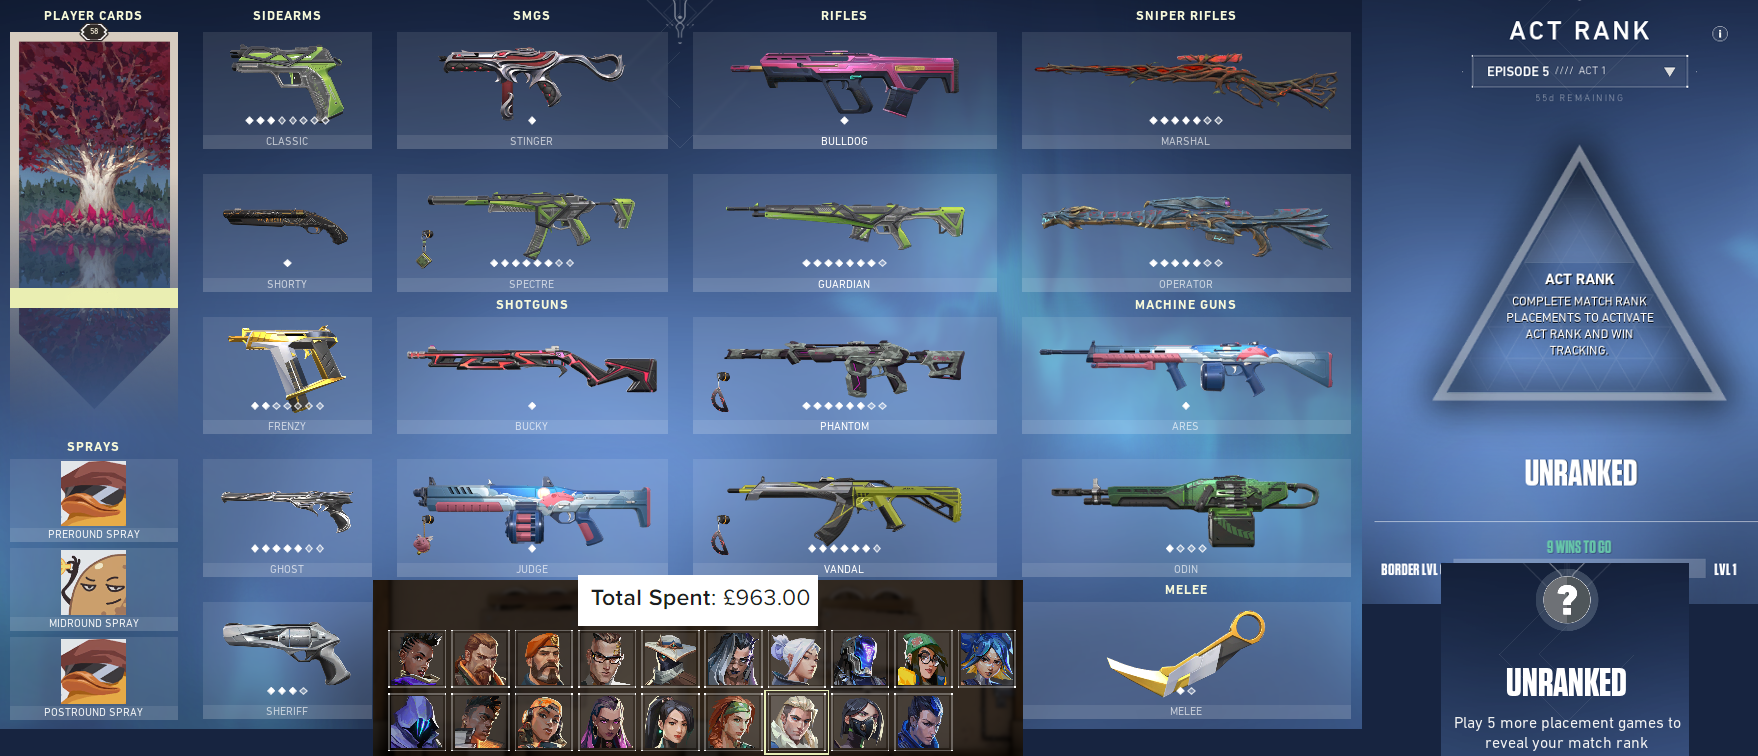 PLAYER CARDS
58
SIDEARMS
SMGS
RIFLES
SNIPER RIFLES
ACT RANK
i
EPISODE 5 //// ACT 1
55d REMAINING
CLASSIC
STINGER
BULLDOG
MARSHAL
SHORTY
SPECTRE
GUARDIAN
OPERATOR
SHOTGUNS
MACHINE GUNS
ACT RANK
COMPLETE MATCH RANK
PLACEMENTS TO ACTIVATE
ACT RANK AND WIN
TRACKING.
FRENZY
BUCKY
PHANTOM
ARES
SPRAYS
UNRANKED
PREROUND SPRAY
GHOST
JUDGE
VANDAL
ODIN
9 WINS TO GO
BORDER LVL
LVL 1
MELEE
Total Spent: £963.00
?
MIDROUND SPRAY
UNRANKED
POSTROUND SPRAY
SHERIFF
MELEE
Play 5 more placement games to
reveal your match rank